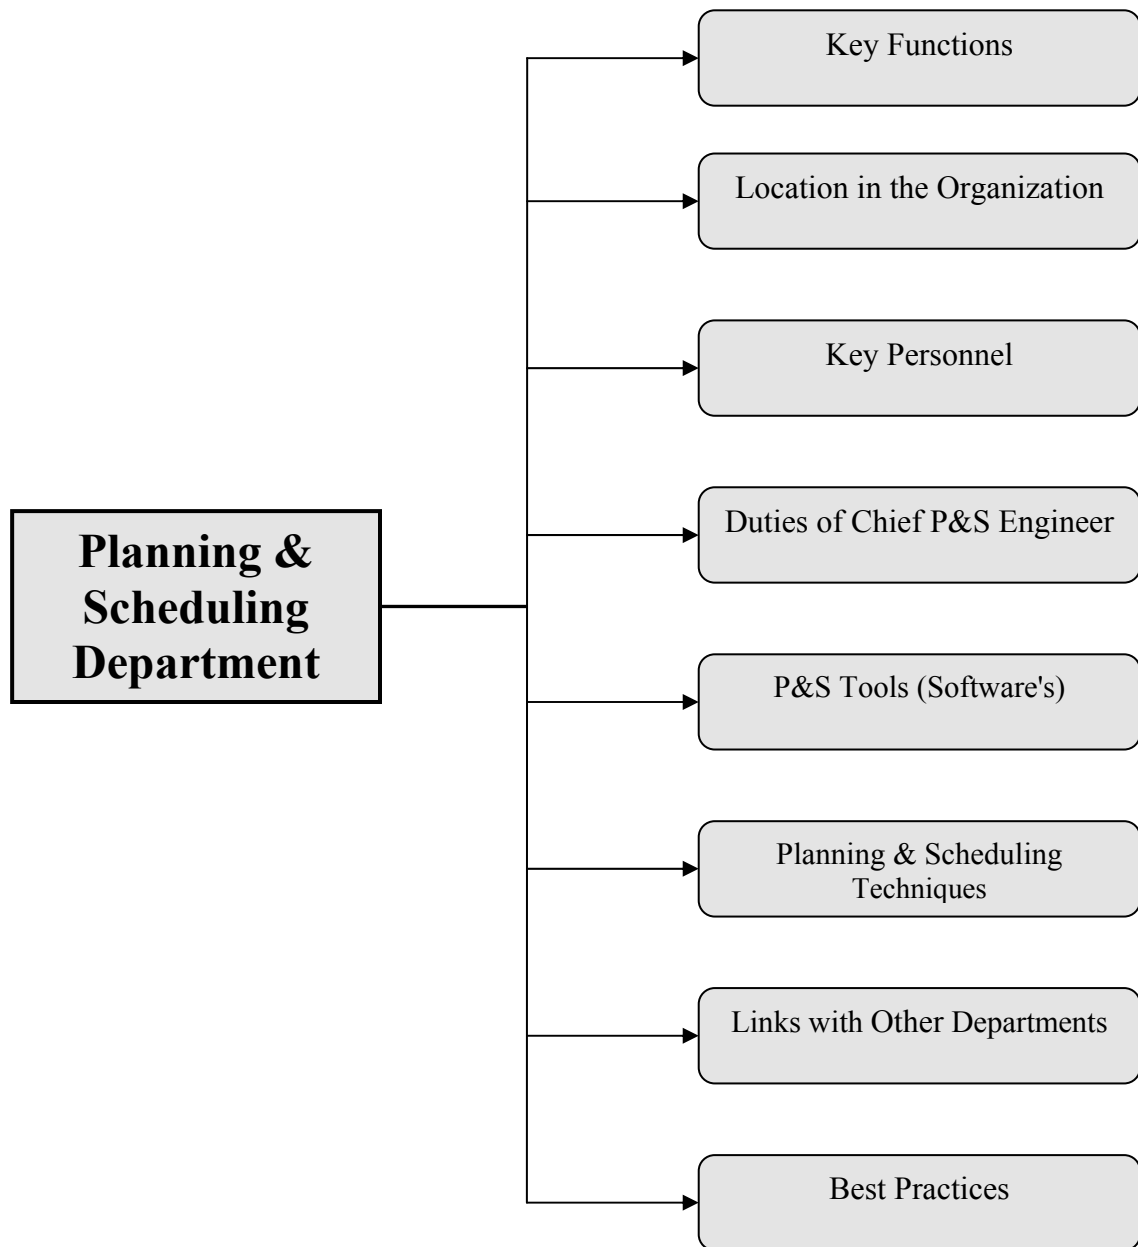 Key Functions
Location in the Organization
Key Personnel
Duties of Chief P&S Engineer
Planning &
Scheduling
Department
P&S Tools (Software's)
Planning & Scheduling
Techniques
Links with Other Departments
Best Practices